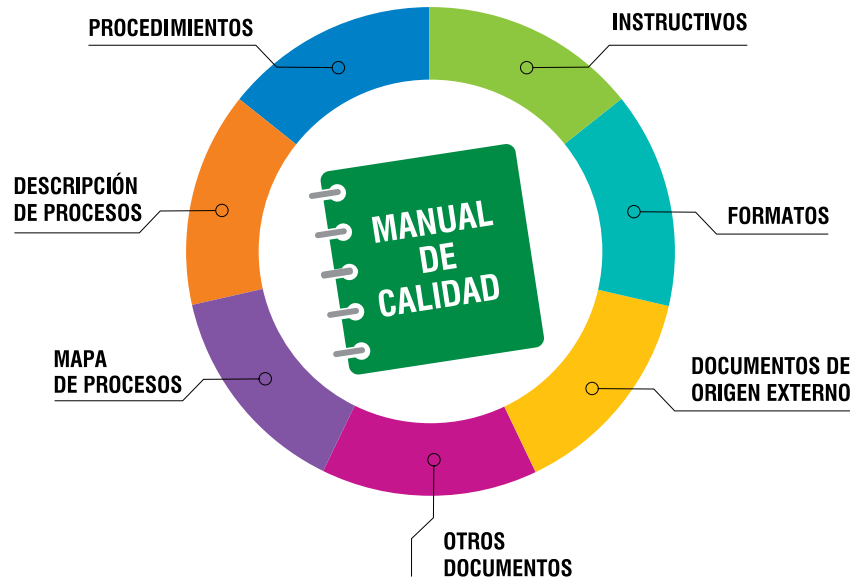 PROCEDIMIENTOS
INSTRUCTIVOS
DESCRIPCIÓN
DE PROCESOS
FORMATOS
MANUAL
DE
CALIDAD
MAPA
DE PROCESOS
DOCUMENTOS DE
ORIGEN EXTERNO
OTROS
DOCUMENTOS